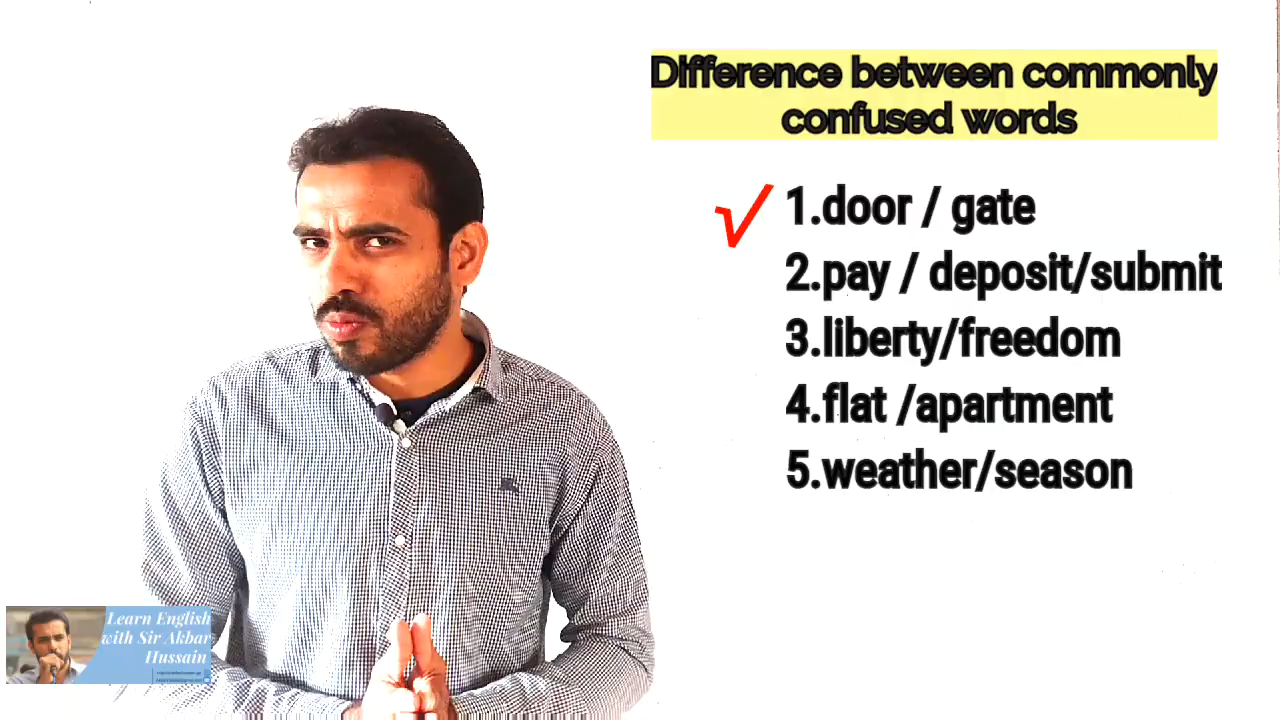 Difference between commonly
confused words
√ 1.door / gate
2.pay / deposit/submit
3.liberty/freedom
4.flat /apartment
5.weather/season
Learn English
with Sir Akbar
Hussain